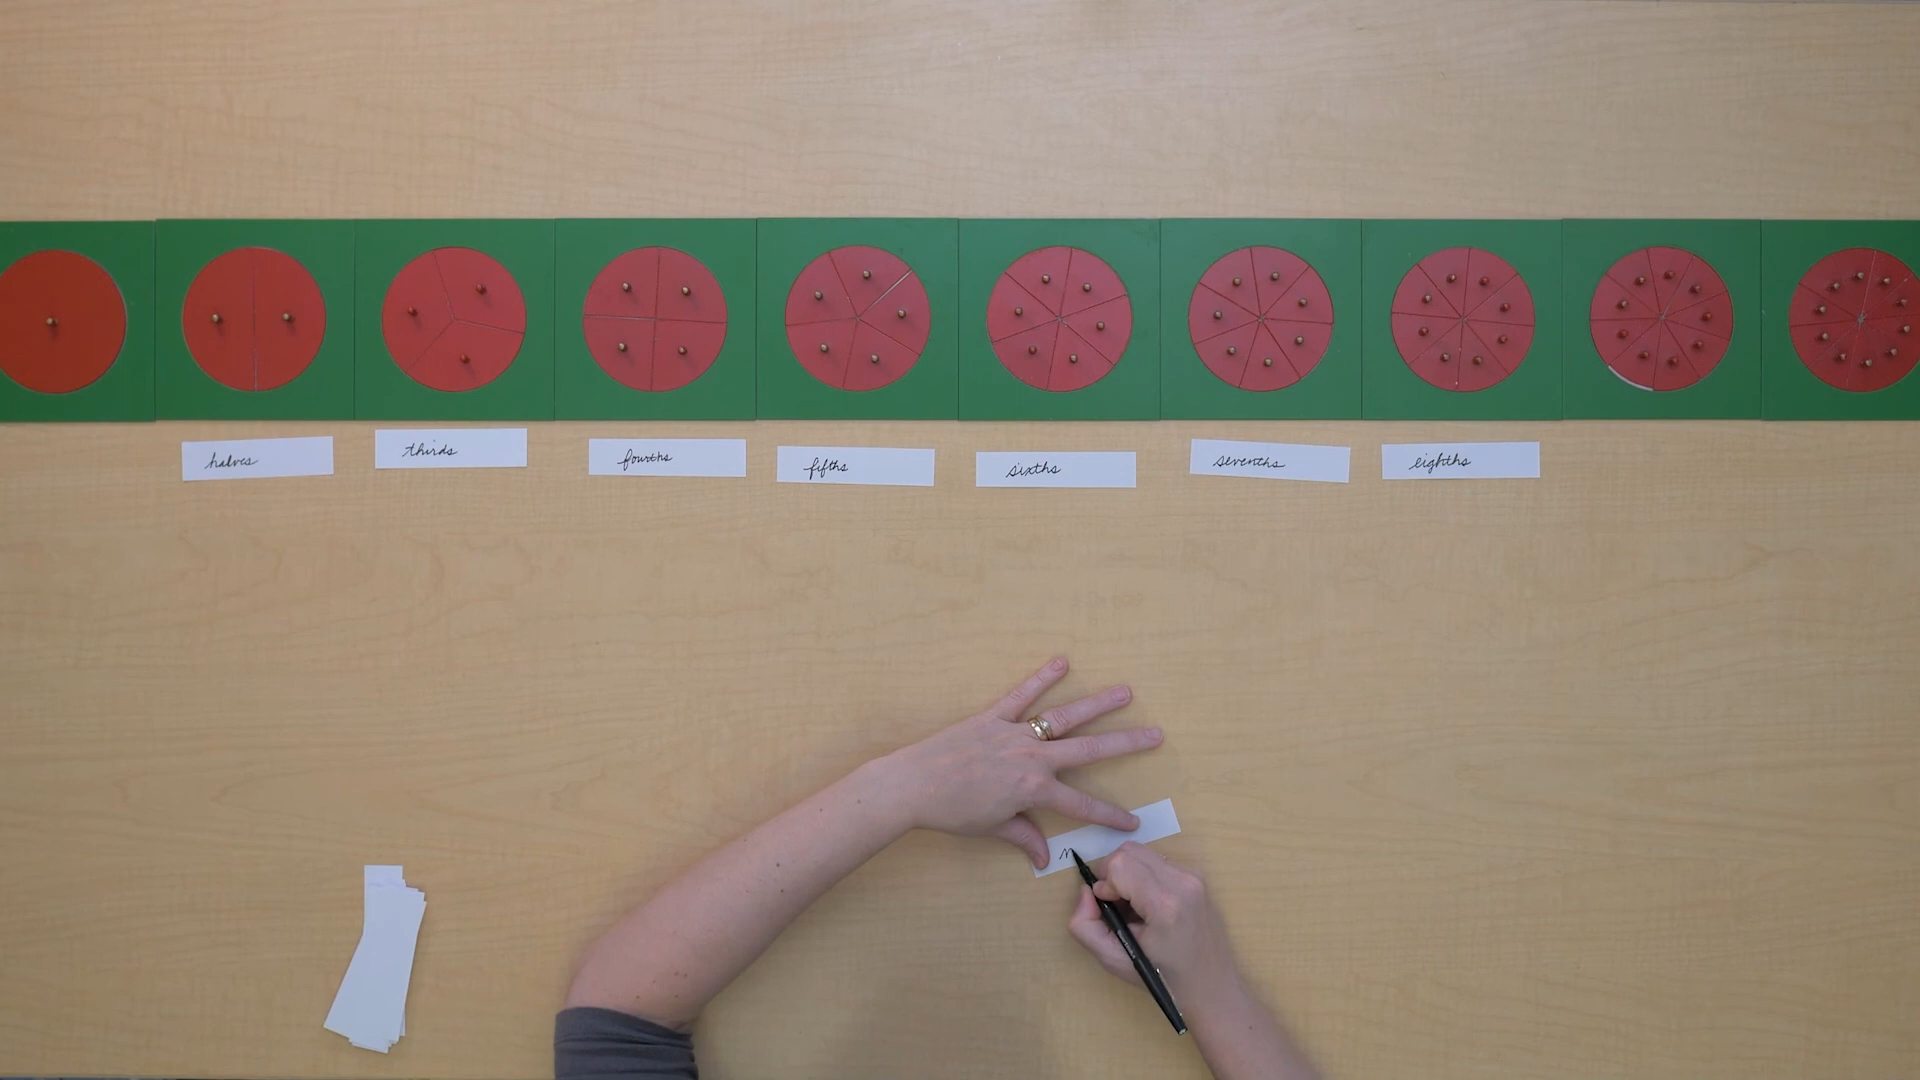 halves
thirds
fourths
fifths
sixths
sevenths
eighths
n